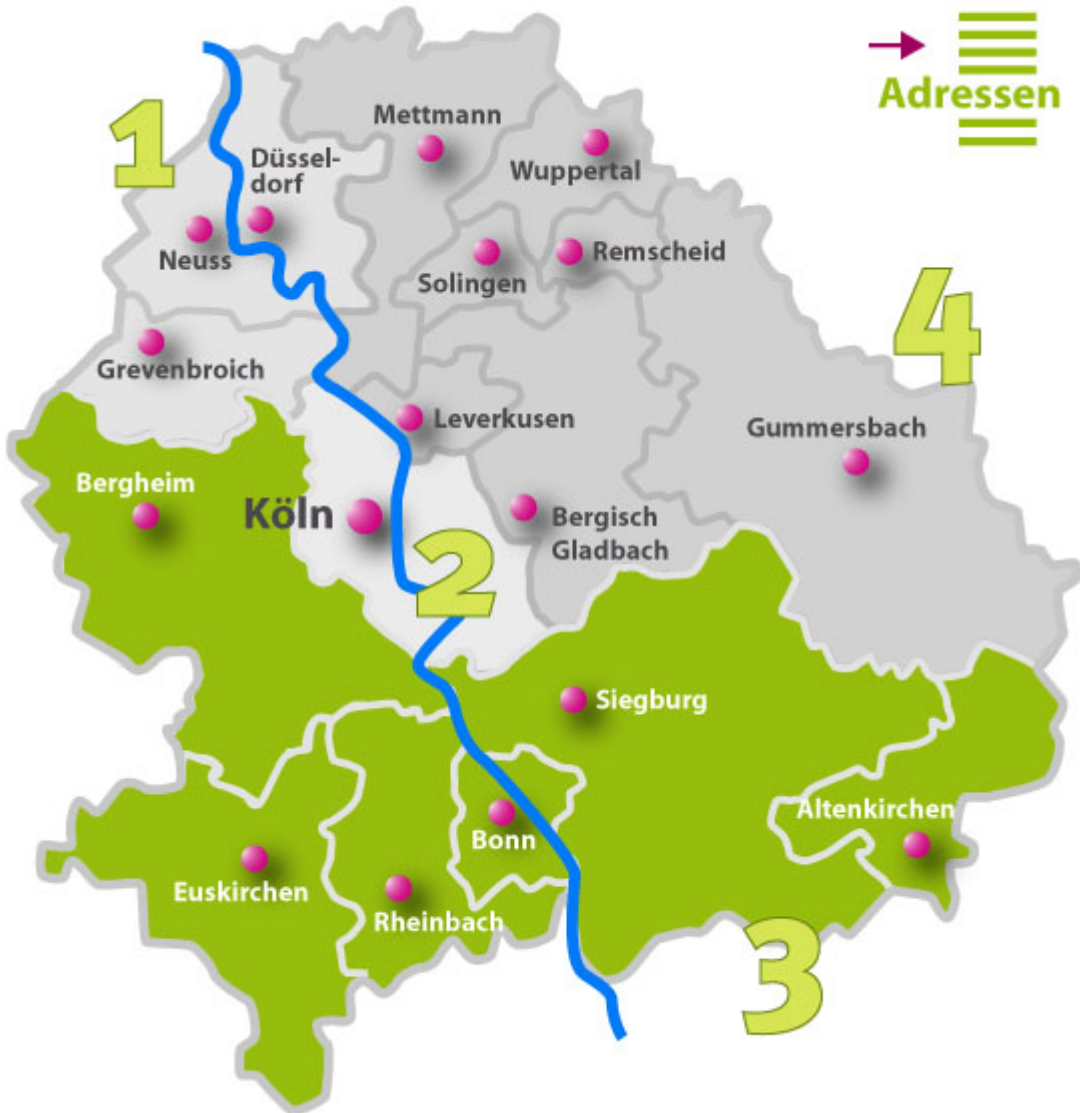 Adressen
1
Mettmann
Wuppertal
Düssel-
dorf
Neuss
Solingen
Remscheid
4
Grevenbroich
Leverkusen
Gummersbach
Bergheim
Köln
Bergisch
Gladbach
2
Siegburg
Altenkirchen
Bonn
Euskirchen
Rheinbach
3